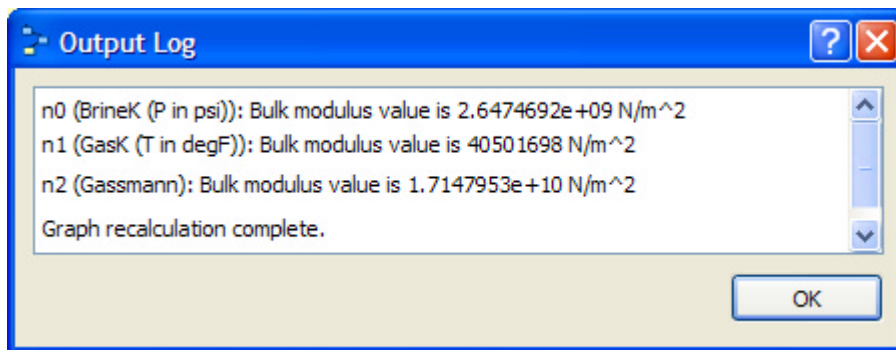 Output Log
n0 (BrineK (P in psi)): Bulk modulus value is 2.6474692e+09 N/m^2
n1 (GasK (T in degF)): Bulk modulus value is 40501698 N/m^2
n2 (Gassmann): Bulk modulus value is 1.7147953e+10 N/m^2
Graph recalculation complete.
OK